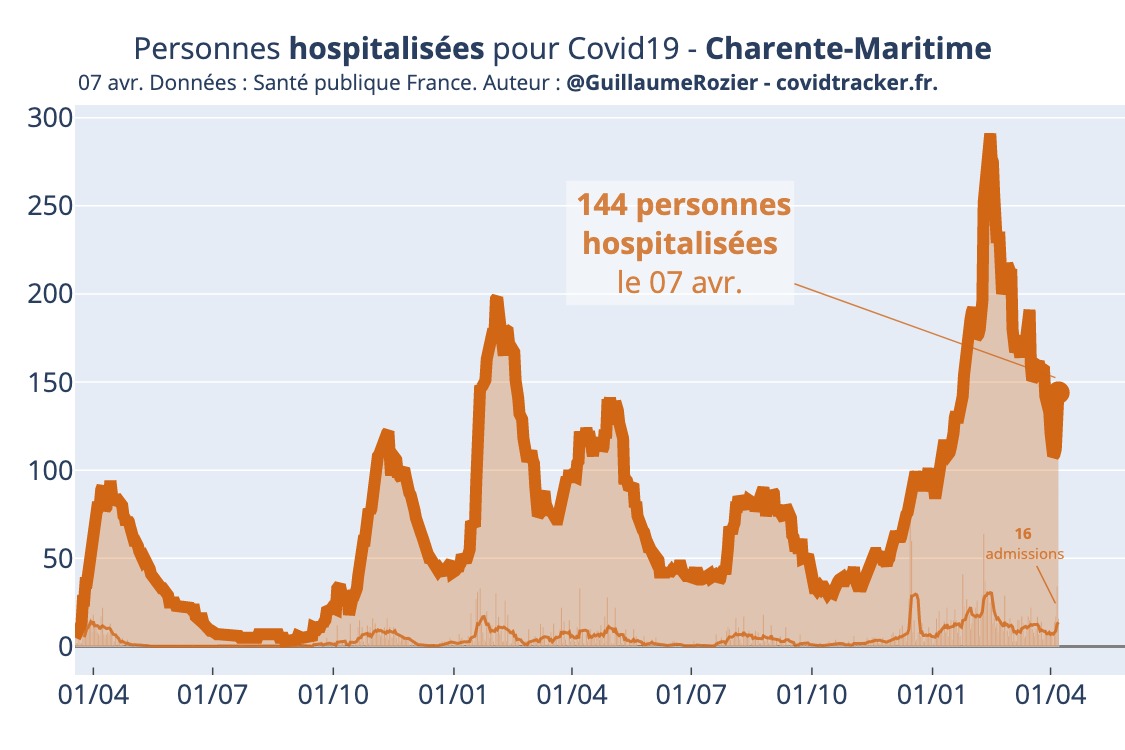 Personnes hospitalisées pour Covid19 - Charente-Maritime
07 avr. Données : Santé publique France. Auteur : @GuillaumeRozier - covidtracker.fr.
300
250
200
150
100
50
0
144 personnes
hospitalisées
le 07 avr.
16
admissions
01/04 01/07 01/10 01/01 01/04 01/07 01/10 01/01 01/04